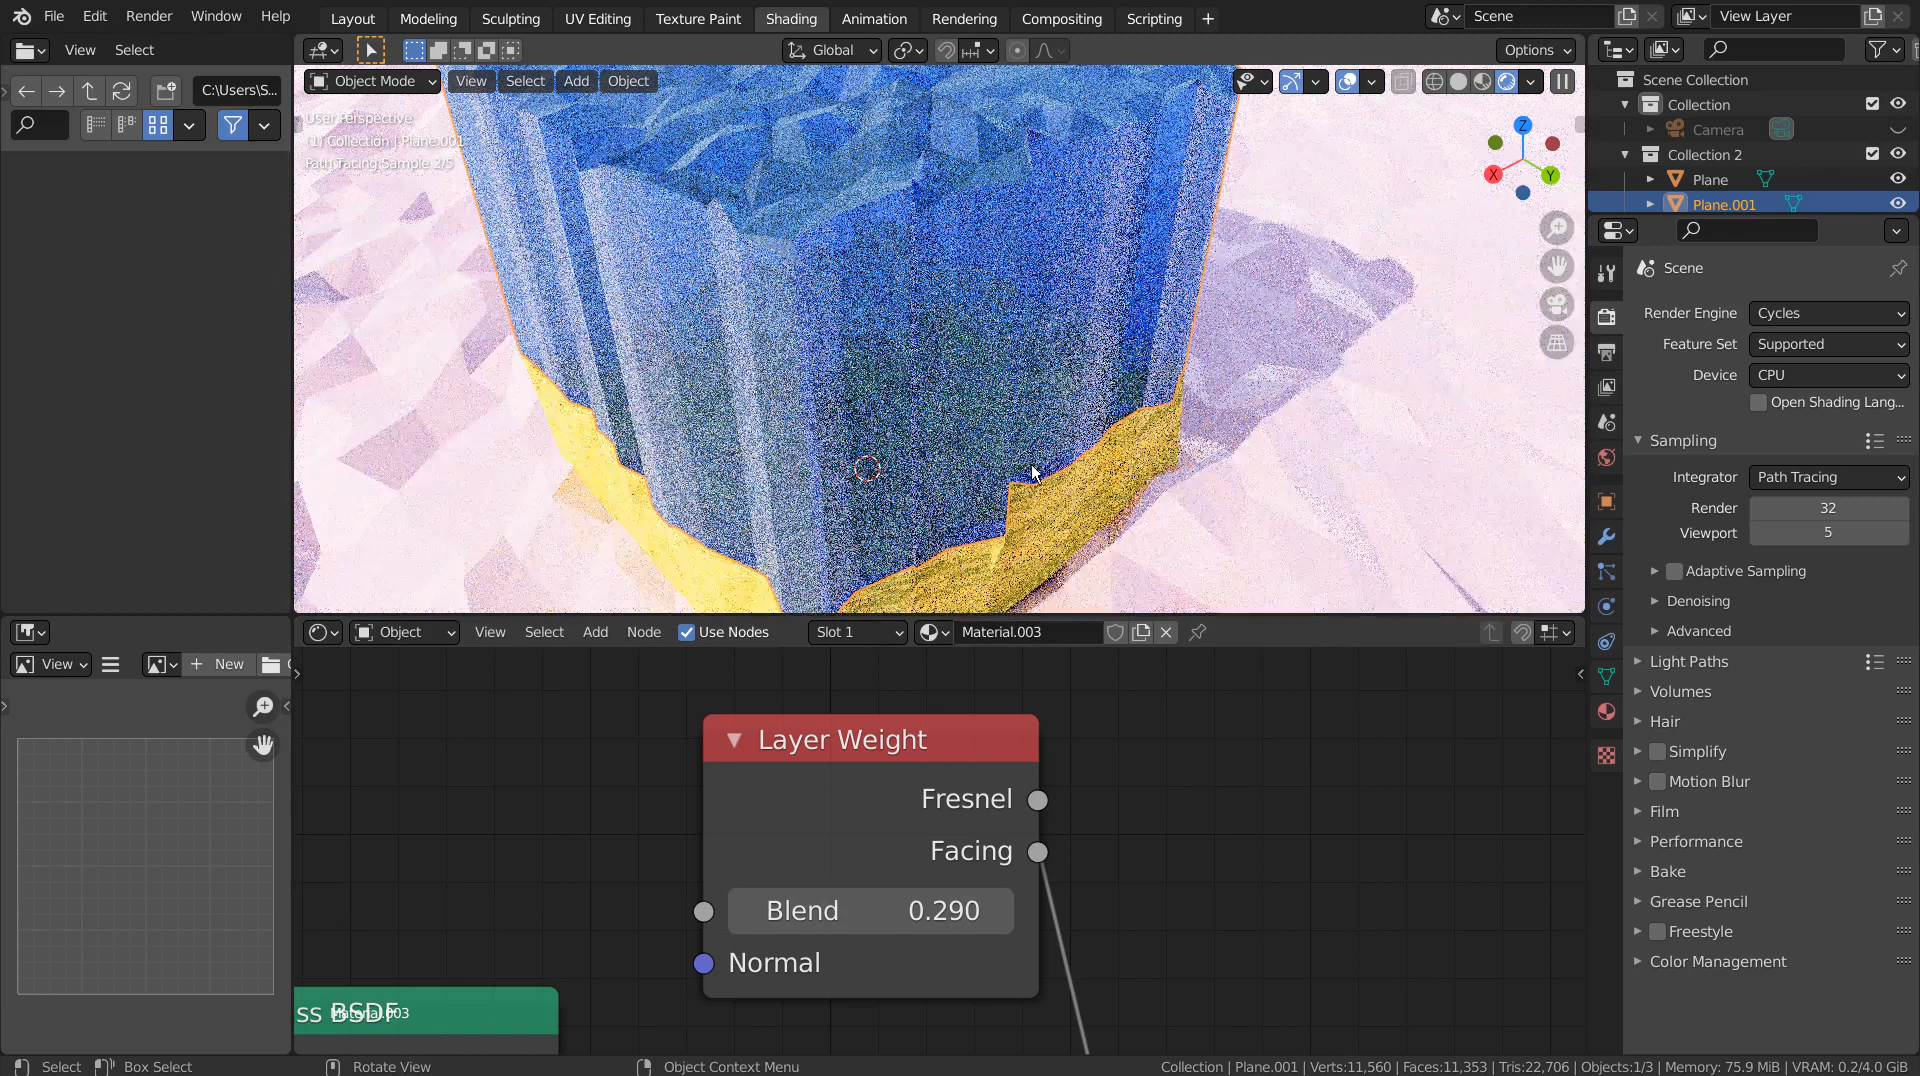 File Edit Render Window Help
Layout Modeling Sculpting UV Editing Texture Paint Shading Animation Rendering Compositing Scripting +
Scene
View Layer
View Select
Global
Options
C:\Users\S...
Object Mode View Select Add Object
User Perspective
(1) Collection | Plane.001
Path Tracing Sample 2/5
Z
X
Y
Scene Collection
Collection
Camera
Collection 2
Plane
Plane.001
Scene
Render Engine Cycles
Feature Set Supported
Device CPU
Open Shading Lang...
Sampling
Integrator Path Tracing
Render 32
Viewport 5
Adaptive Sampling
Denoising
Advanced
Light Paths
Volumes
Hair
Simplify
Motion Blur
Film
Performance
Bake
Grease Pencil
Freestyle
Color Management
Object View Select Add Node Use Nodes Slot 1 Material.003
View
+ New
Layer Weight
Fresnel
Facing
Blend 0.290
Normal
ss BSDF
Material.003
Select Box Select Rotate View Object Context Menu
Collection | Plane.001 | Verts:11,560 | Faces:11,353 | Tris:22,706 | Objects:1/3 | Memory: 75.9 MiB | VRAM: 0.2/4.0 GiB